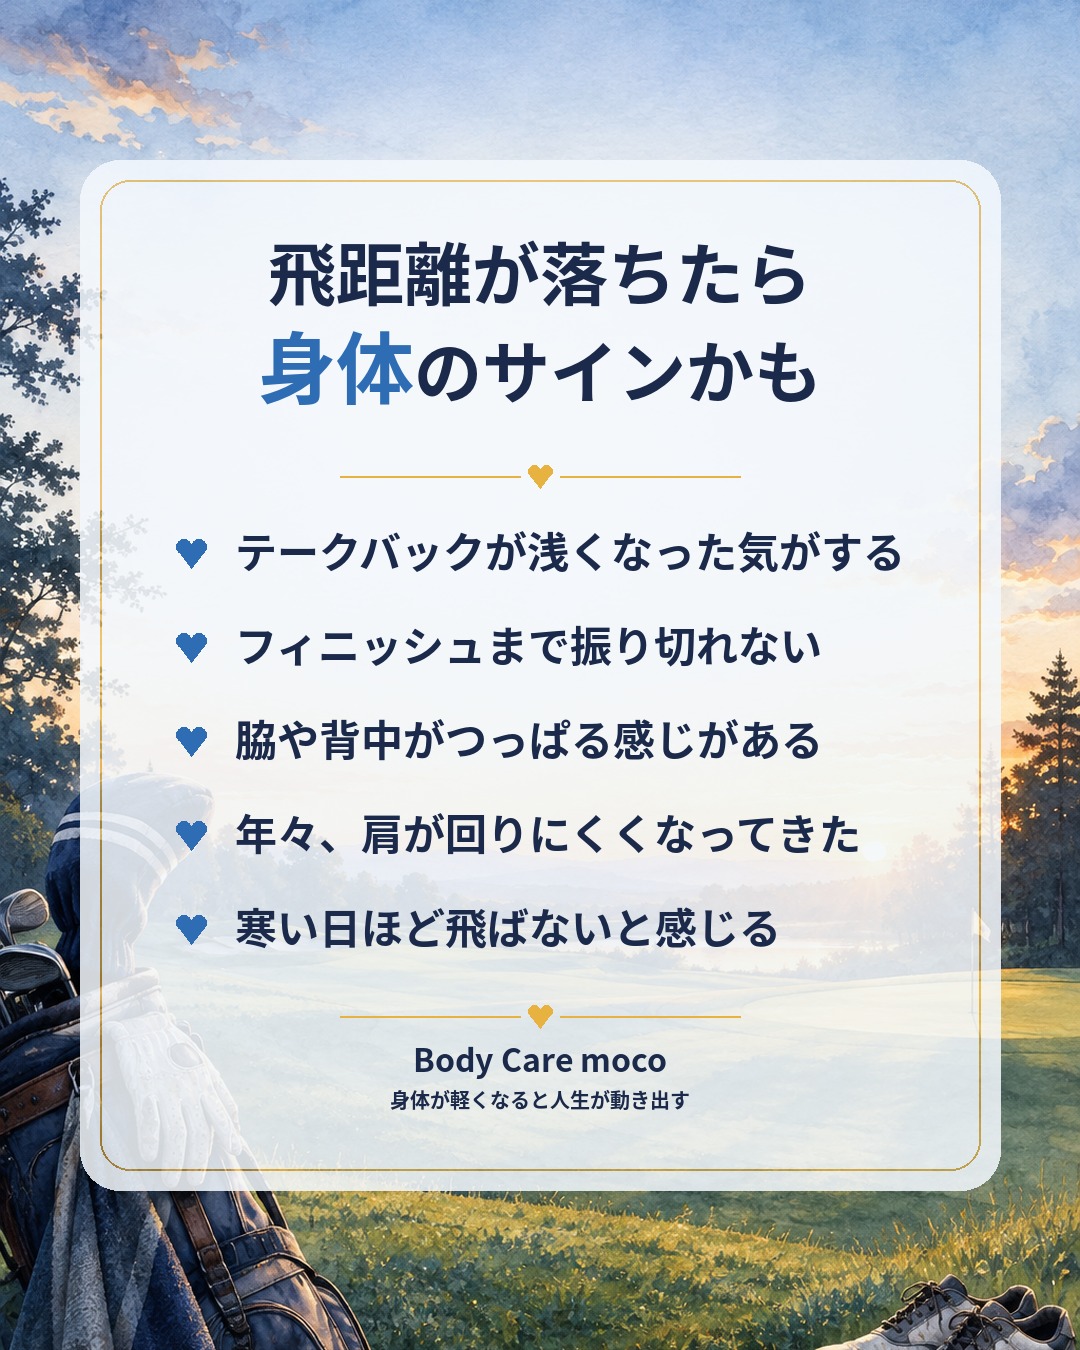 飛距離が落ちたら
身体のサインかも
テークバックが浅くなった気がする
フィニッシュまで振り切れない
脇や背中がつっぱる感じがある
年々、肩が回りにくくなってきた
寒い日ほど飛ばないと感じる
Body Care moco
身体が軽くなると人生が動き出す